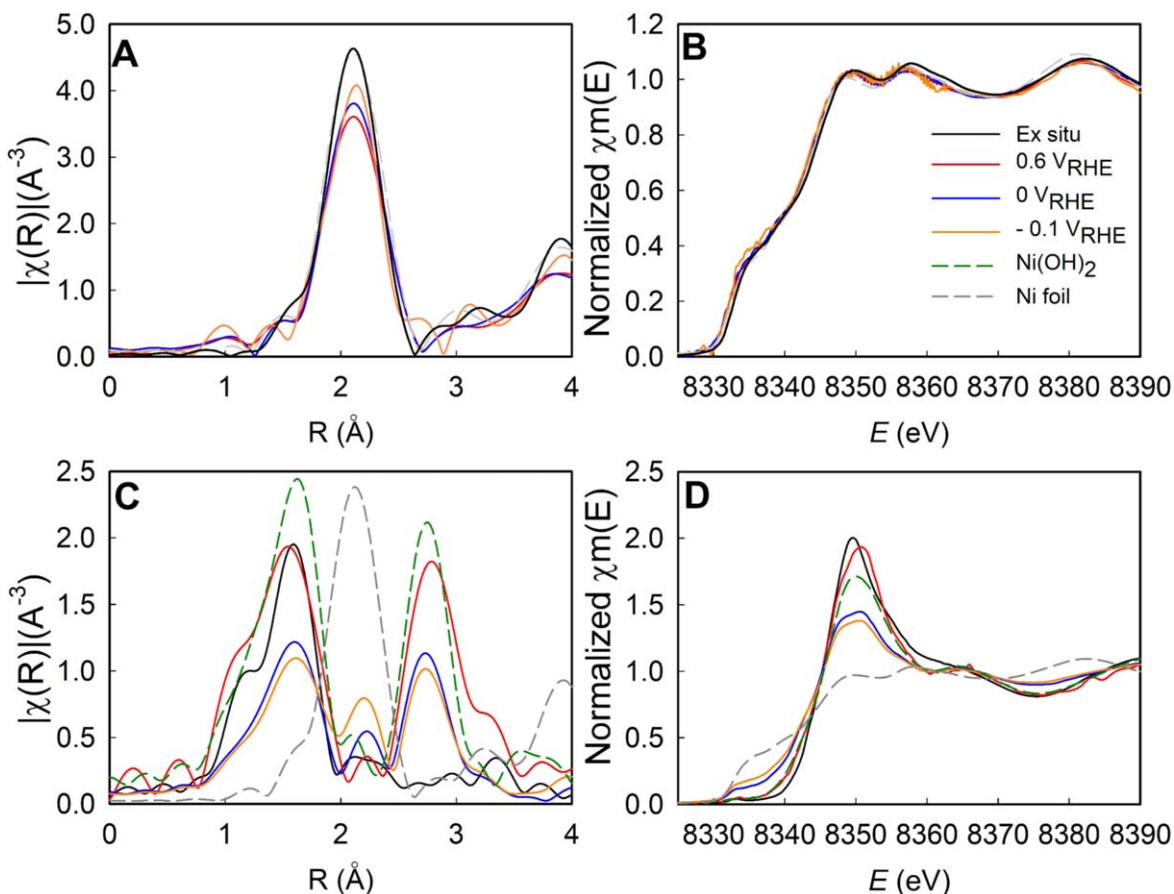 A
5.0
4.0
3.0
2.0
1.0
0.0
|χ(R)|(A⁻³)
0 1 2 3 4
R (Å)
B
1.2
1.0
0.8
0.6
0.4
0.2
0.0
Normalized χm(E)
Ex situ
0.6 V_RHE
0 V_RHE
- 0.1 V_RHE
Ni(OH)₂
Ni foil
8330 8340 8350 8360 8370 8380 8390
E (eV)
C
2.5
2.0
1.5
1.0
0.5
0.0
|χ(R)|(A⁻³)
0 1 2 3 4
R (Å)
D
2.5
2.0
1.5
1.0
0.5
0.0
Normalized χm(E)
8330 8340 8350 8360 8370 8380 8390
E (eV)